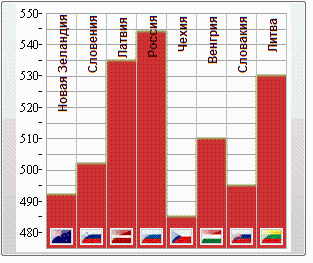 550
540
530
520
510
500
490
480
Новая Зеландия
Словения
Латвия
Россия
Чехия
Венгрия
Словакия
Литва